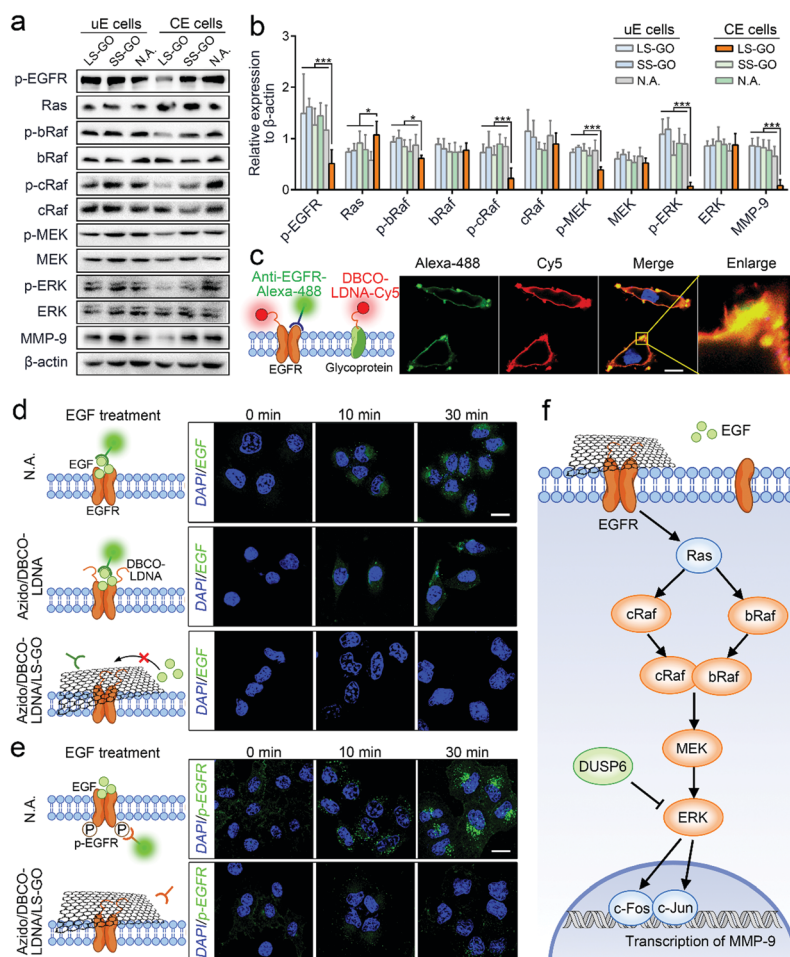 a
uE cells
CE cells
LS-GO
SS-GO
N.A.
LS-GO
SS-GO
N.A.
p-EGFR
Ras
p-bRaf
bRaf
p-cRaf
cRaf
p-MEK
MEK
p-ERK
ERK
MMP-9
β-actin
b
Relative expression
to β-actin
3
2
1
0
***
*
*
***
***
***
***
uE cells
CE cells
LS-GO
LS-GO
SS-GO
SS-GO
N.A.
N.A.
p-EGFR
Ras
p-bRaf
bRaf
p-cRaf
cRaf
p-MEK
MEK
p-ERK
ERK
MMP-9
c
Anti-EGFR-
Alexa-488
DBCO-
LDNA-Cy5
EGFR
Glycoprotein
Alexa-488
Cy5
Merge
Enlarge
d
EGF treatment
0 min
10 min
30 min
N.A.
EGF
EGFR
DAPI/EGF
DAPI/EGF
DAPI/EGF
Azido/DBCO-
LDNA
DBCO-
LDNA
DAPI/EGF
DAPI/EGF
DAPI/EGF
Azido/DBCO-
LDNA/LS-GO
DAPI/EGF
DAPI/EGF
DAPI/EGF
e
EGF treatment
0 min
10 min
30 min
N.A.
EGF
P
P
p-EGFR
DAPI/p-EGFR
DAPI/p-EGFR
DAPI/p-EGFR
Azido/DBCO-
LDNA/LS-GO
DAPI/p-EGFR
DAPI/p-EGFR
DAPI/p-EGFR
f
EGF
EGFR
Ras
cRaf
bRaf
cRaf
bRaf
MEK
DUSP6
ERK
c-Fos
c-Jun
Transcription of MMP-9